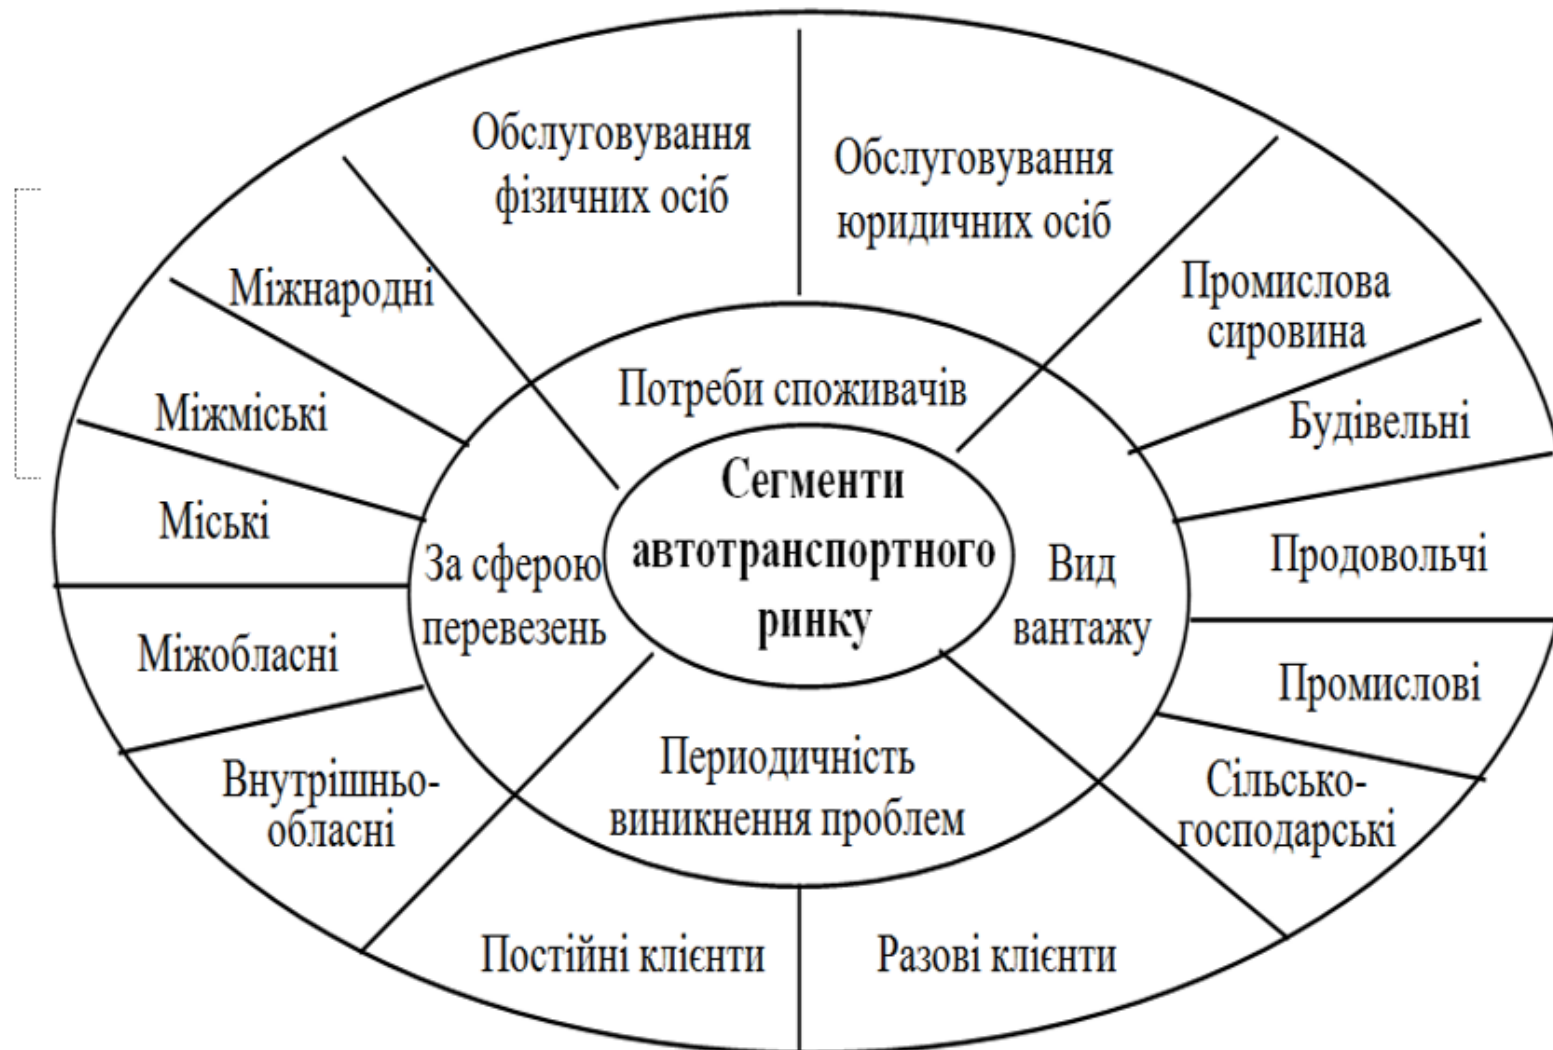 Обслуговування
фізичних осіб
Обслуговування
юридичних осіб
Міжнародні
Промислова
сировина
Потреби споживачів
Міжміські
Будівельні
Сегменти
автотранспортного
ринку
Міські
За сферою
перевезень
Вид
вантажу
Продовольчі
Міжобласні
Промислові
Периодичність
виникнення проблем
Внутрішньо-
обласні
Сільсько-
господарські
Постійні клієнти
Разові клієнти